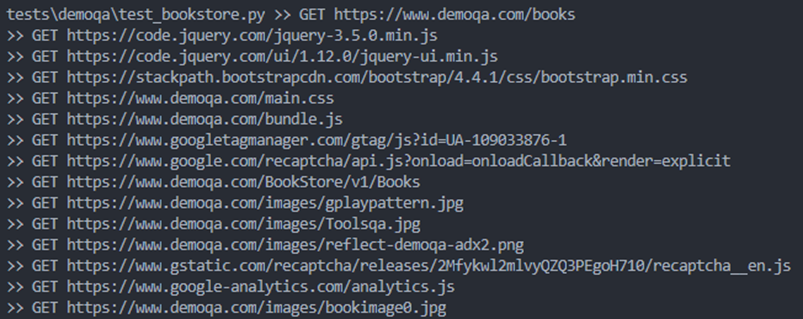 tests\demoqa\test_bookstore.py >> GET https://www.demoqa.com/books
>> GET https://code.jquery.com/jquery-3.5.0.min.js
>> GET https://code.jquery.com/ui/1.12.0/jquery-ui.min.js
>> GET https://stackpath.bootstrapcdn.com/bootstrap/4.4.1/css/bootstrap.min.css
>> GET https://www.demoqa.com/main.css
>> GET https://www.demoqa.com/bundle.js
>> GET https://www.googletagmanager.com/gtag/js?id=UA-109033876-1
>> GET https://www.google.com/recaptcha/api.js?onload=onloadCallback&render=explicit
>> GET https://www.demoqa.com/BookStore/v1/Books
>> GET https://www.demoqa.com/images/gplaypattern.jpg
>> GET https://www.demoqa.com/images/Toolsqa.jpg
>> GET https://www.demoqa.com/images/reflect-demoqa-adx2.png
>> GET https://www.gstatic.com/recaptcha/releases/2Mfykwl2mlvyQZQ3PEgoH710/recaptcha__en.js
>> GET https://www.google-analytics.com/analytics.js
>> GET https://www.demoqa.com/images/bookimage0.jpg